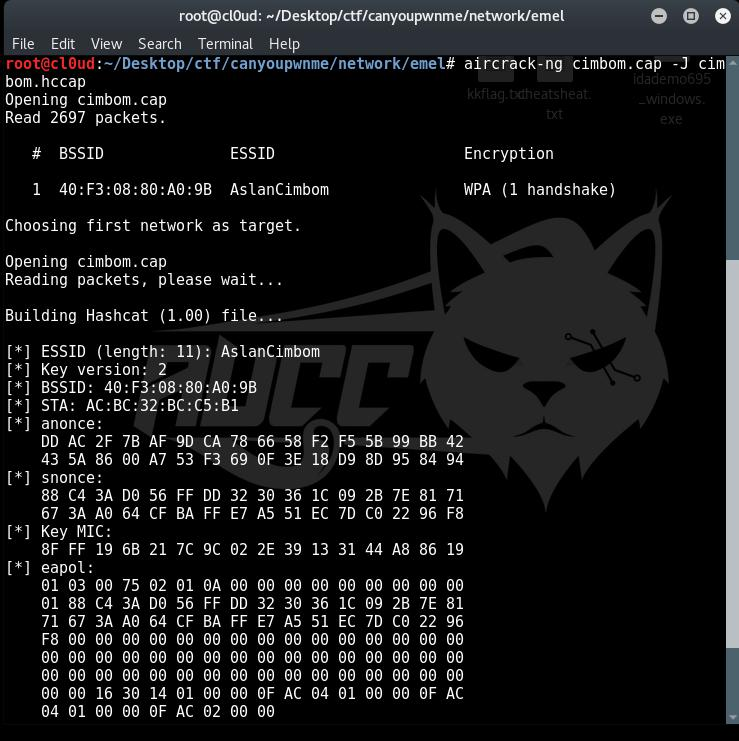 root@cl0ud: ~/Desktop/ctf/canyoupwnme/network/emel
File Edit View Search Terminal Help
root@cl0ud:~/Desktop/ctf/canyoupwnme/network/emel# aircrack-ng cimbom.cap -J cim
bom.hccap
Opening cimbom.cap
Read 2697 packets.
kkflag.txt
cheatsheat.
txt
idademo695
_windows.
exe
# BSSID ESSID Encryption
1 40:F3:08:80:A0:9B AslanCimbom WPA (1 handshake)
Choosing first network as target.
Opening cimbom.cap
Reading packets, please wait...
Building Hashcat (1.00) file...
[*] ESSID (length: 11): AslanCimbom
[*] Key version: 2
[*] BSSID: 40:F3:08:80:A0:9B
[*] STA: AC:BC:32:BC:C5:B1
[*] anonce:
DD AC 2F 7B AF 9D CA 78 66 58 F2 F5 5B 99 BB 42
43 5A 86 00 A7 53 F3 69 0F 3E 18 D9 8D 95 84 94
[*] snonce:
88 C4 3A D0 56 FF DD 32 30 36 1C 09 2B 7E 81 71
67 3A A0 64 CF BA FF E7 A5 51 EC 7D C0 22 96 F8
[*] Key MIC:
8F FF 19 6B 21 7C 9C 02 2E 39 13 31 44 A8 86 19
[*] eapol:
01 03 00 75 02 01 0A 00 00 00 00 00 00 00 00 00
01 88 C4 3A D0 56 FF DD 32 30 36 1C 09 2B 7E 81
71 67 3A A0 64 CF BA FF E7 A5 51 EC 7D C0 22 96
F8 00 00 00 00 00 00 00 00 00 00 00 00 00 00 00
00 00 00 00 00 00 00 00 00 00 00 00 00 00 00 00
00 00 00 00 00 00 00 00 00 00 00 00 00 00 00 00
00 00 16 30 14 01 00 00 0F AC 04 01 00 00 0F AC
04 01 00 00 0F AC 02 00 00